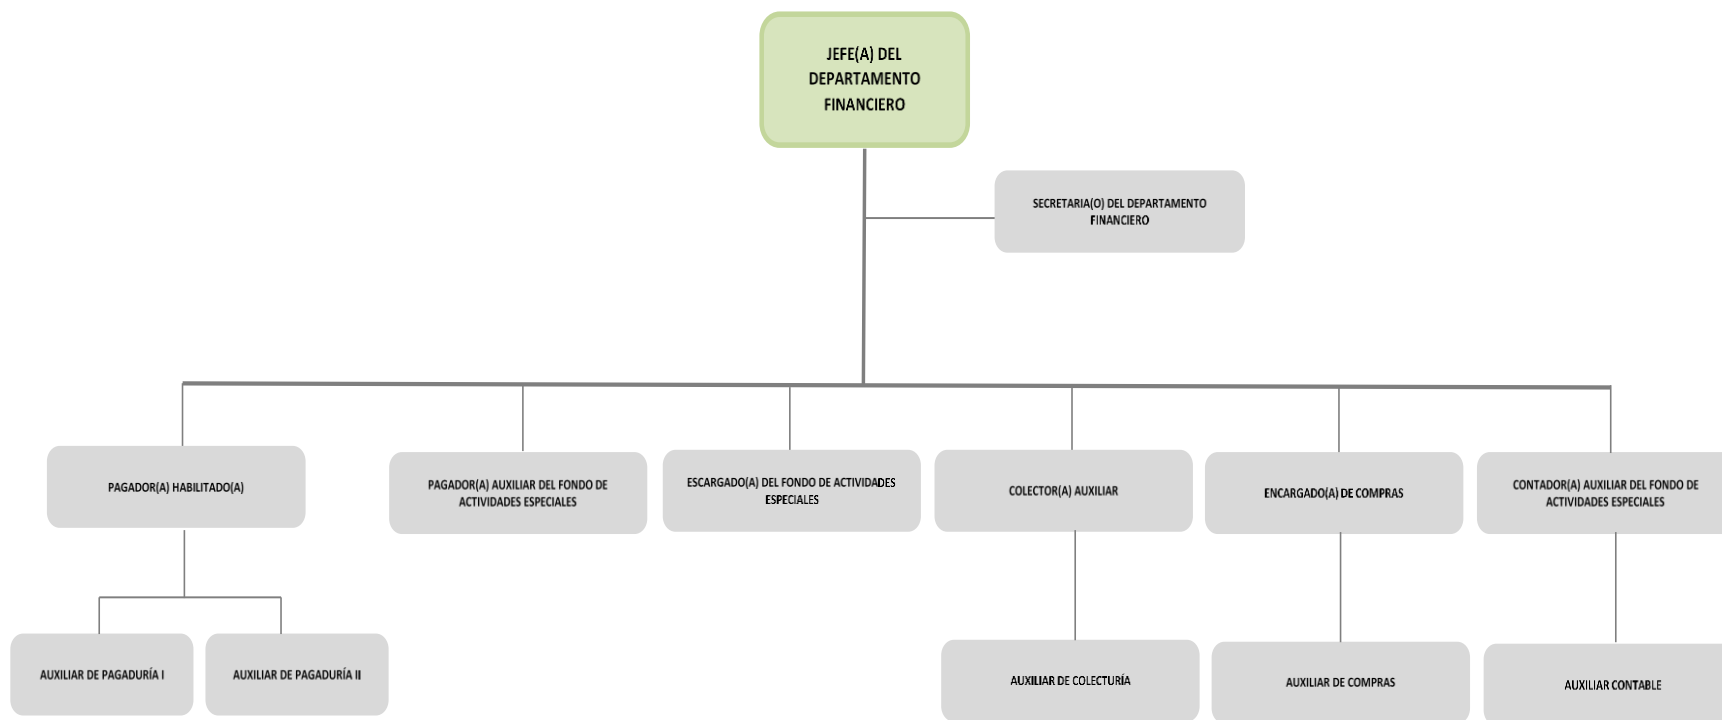 JEFE(A) DEL
DEPARTAMENTO
FINANCIERO
SECRETARIA(O) DEL DEPARTAMENTO
FINANCIERO
PAGADOR(A) HABILITADO(A)
PAGADOR(A) AUXILIAR DEL FONDO DE
ACTIVIDADES ESPECIALES
ESCARGADO(A) DEL FONDO DE ACTIVIDADES
ESPECIALES
COLECTOR(A) AUXILIAR
ENCARGADO(A) DE COMPRAS
CONTADOR(A) AUXILIAR DEL FONDO DE
ACTIVIDADES ESPECIALES
AUXILIAR DE PAGADURÍA I
AUXILIAR DE PAGADURÍA II
AUXILIAR DE COLECTURÍA
AUXILIAR DE COMPRAS
AUXILIAR CONTABLE